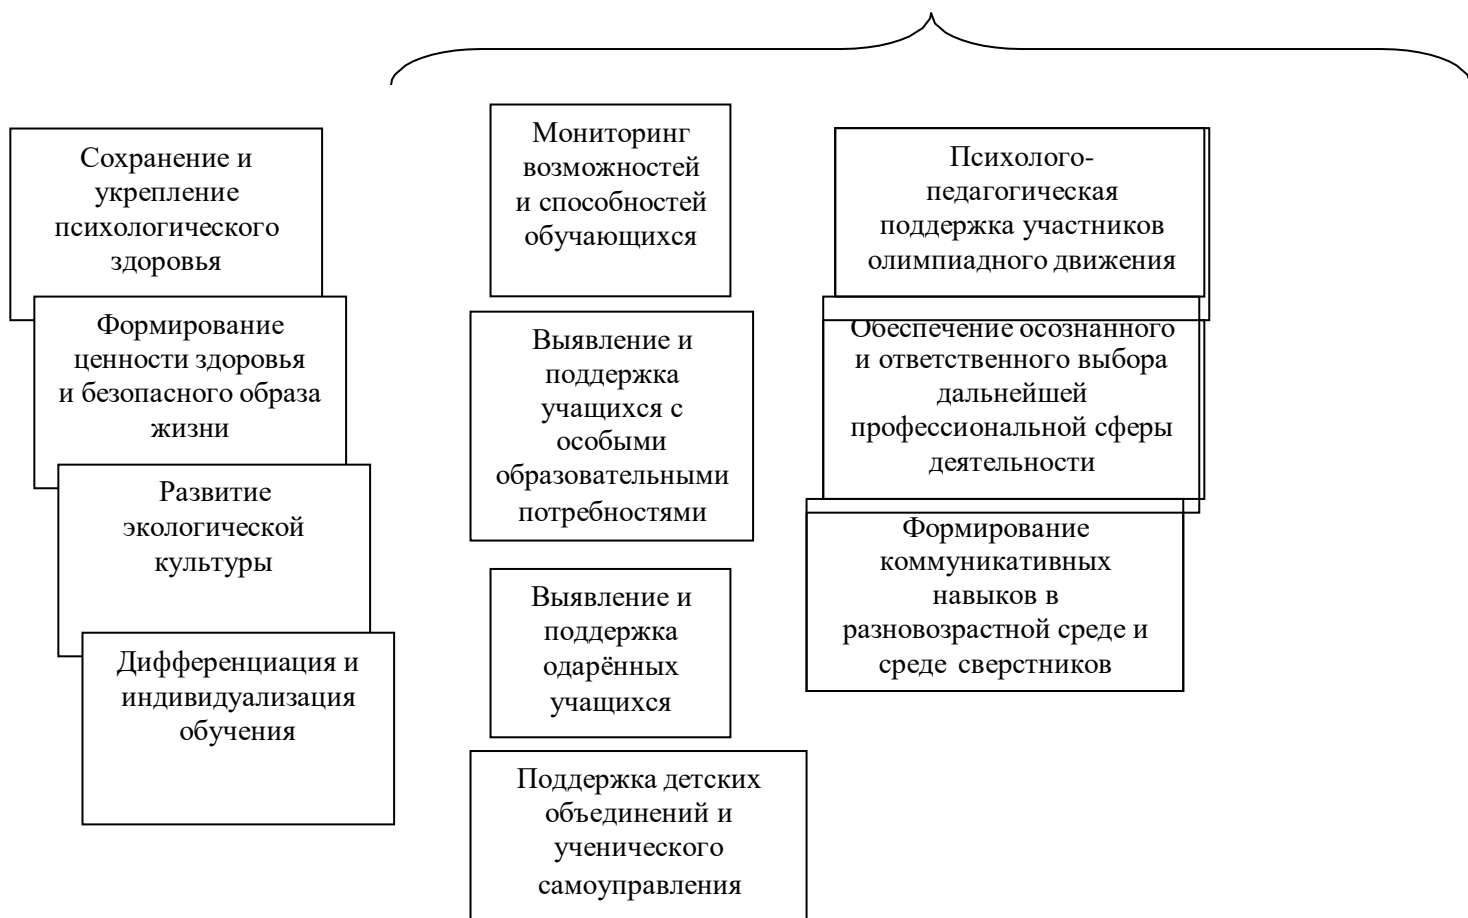 Сохранение и
укрепление
психологического
здоровья
Формирование
ценности здоровья
и безопасного образа
жизни
Развитие
экологической
культуры
Дифференциация и
индивидуализация
обучения
Мониторинг
возможностей
и способностей
обучающихся
Выявление и
поддержка
учащихся с
особыми
образовательными
потребностями
Выявление и
поддержка
одарённых
учащихся
Поддержка детских
объединений и
ученического
самоуправления
Психолого-
педагогическая
поддержка участников
олимпиадного движения
Обеспечение осознанного
и ответственного выбора
дальнейшей
профессиональной сферы
деятельности
Формирование
коммуникативных
навыков в
разновозрастной среде и
среде сверстников